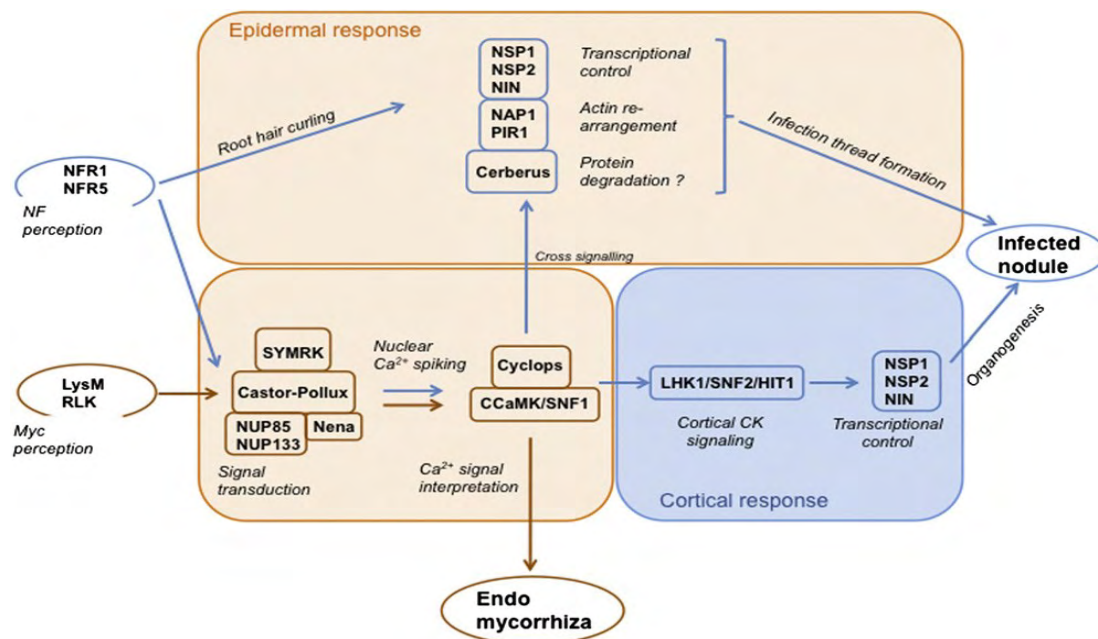 Epidermal response
NSP1
NSP2
NIN
Transcriptional
control
NAP1
PIR1
Actin re-
arrangement
Cerberus
Protein
degradation ?
Root hair curling
Infection thread formation
NFR1
NFR5
NF
perception
Cross signalling
Infected
nodule
SYMRK
Castor-Pollux
NUP85
NUP133
Nena
Signal
transduction
Nuclear
Ca²⁺ spiking
Cyclops
CCaMK/SNF1
Ca²⁺ signal
interpretation
LysM
RLK
Myc
perception
LHK1/SNF2/HIT1
Cortical CK
signaling
NSP1
NSP2
NIN
Transcriptional
control
Organogenesis
Cortical response
Endo
mycorrhiza